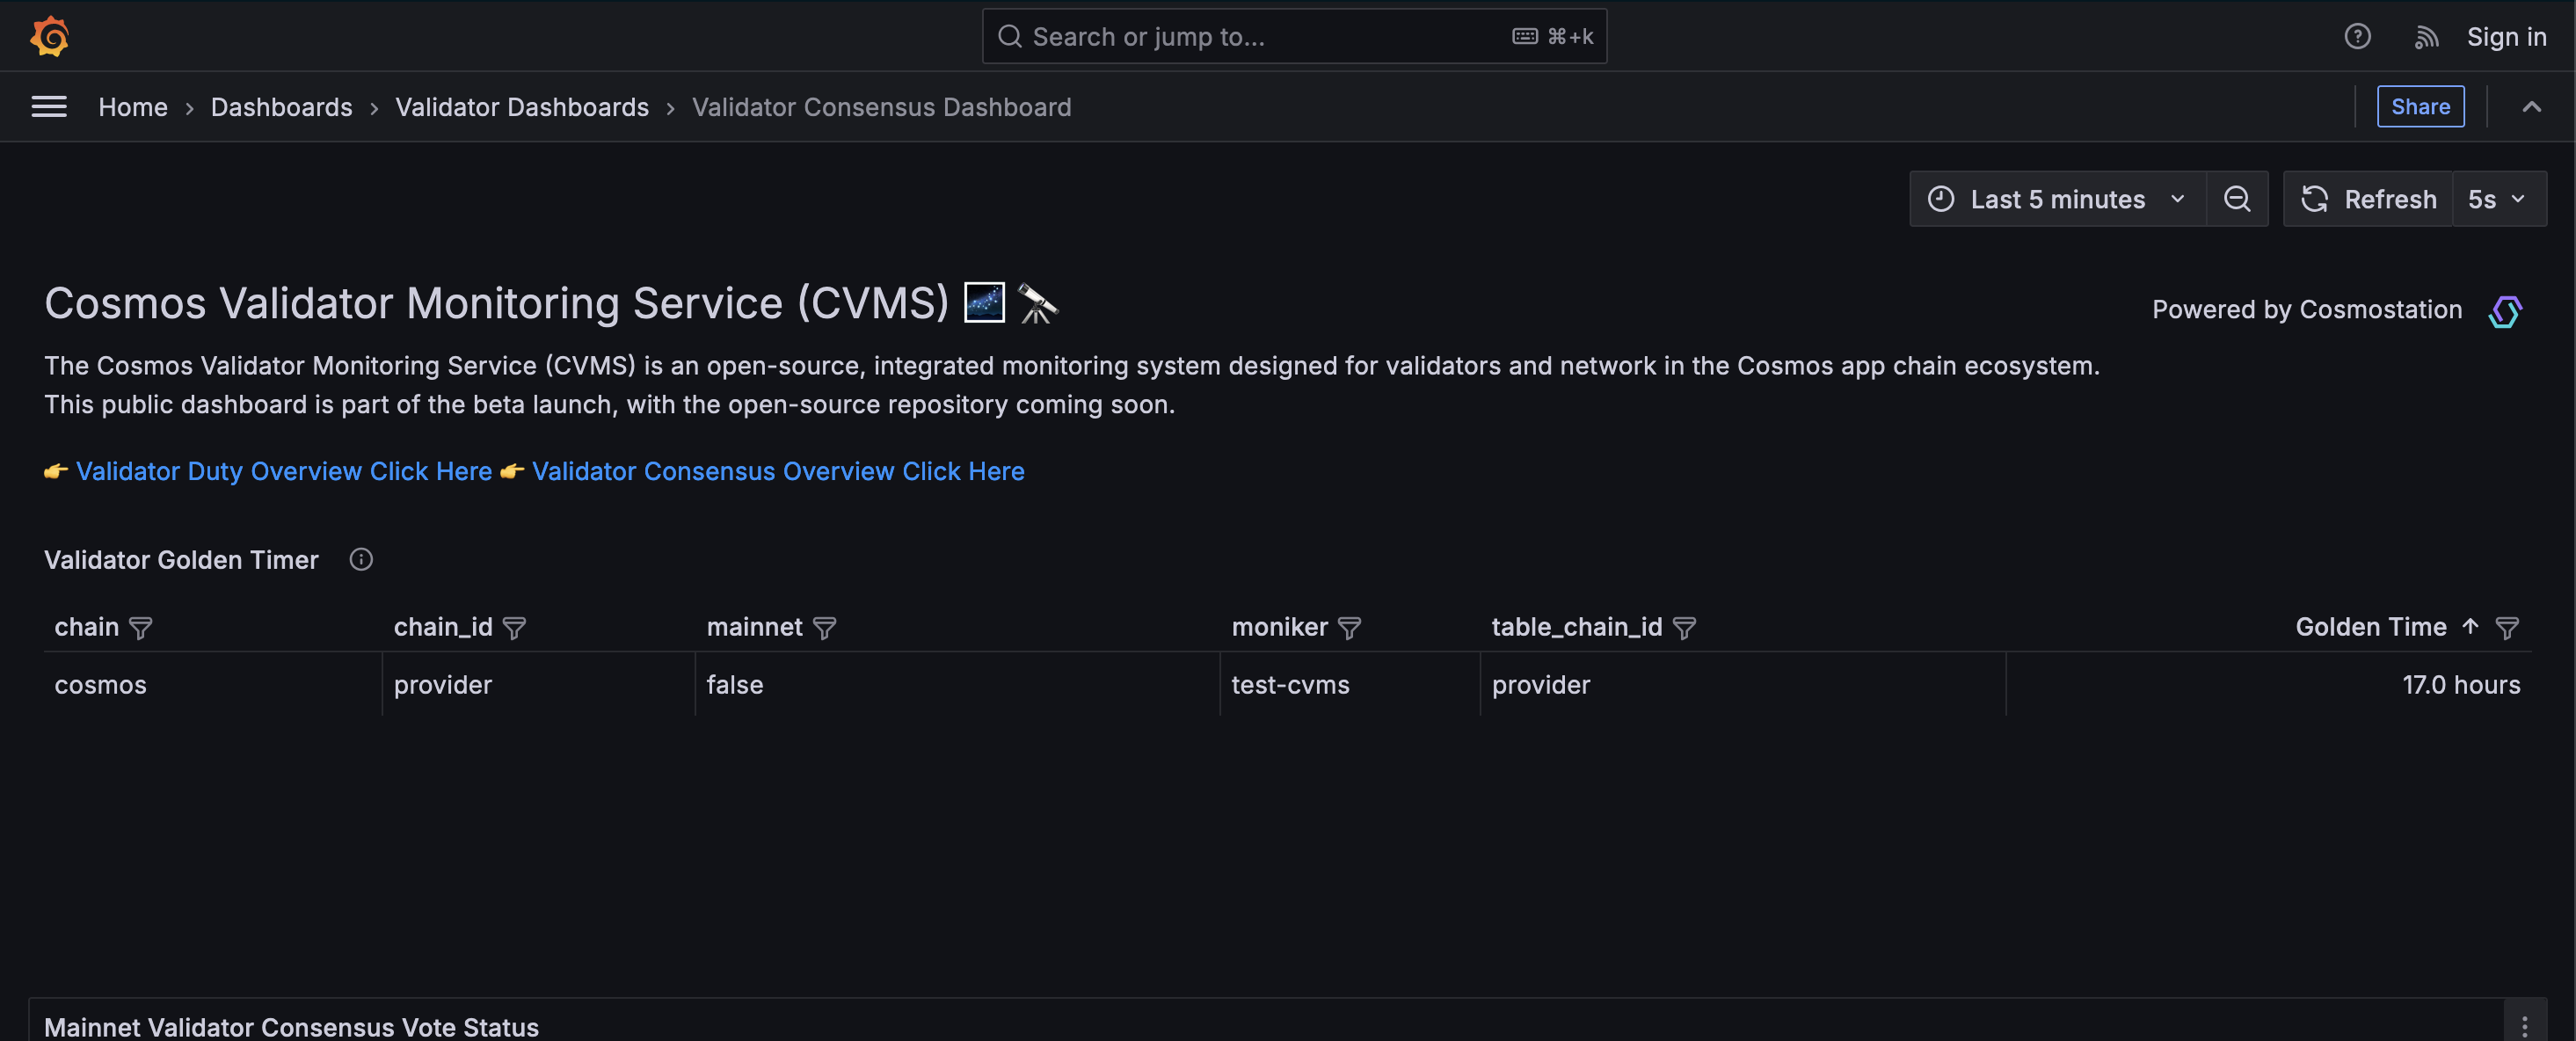 Search or jump to... ⌘+k Sign in
Home › Dashboards › Validator Dashboards › Validator Consensus Dashboard Share
Last 5 minutes Refresh 5s
Cosmos Validator Monitoring Service (CVMS) 🌌 🔭
Powered by Cosmostation
The Cosmos Validator Monitoring Service (CVMS) is an open-source, integrated monitoring system designed for validators and network in the Cosmos app chain ecosystem.
This public dashboard is part of the beta launch, with the open-source repository coming soon.
👉 Validator Duty Overview Click Here 👉 Validator Consensus Overview Click Here
Validator Golden Timer
chain chain_id mainnet moniker table_chain_id Golden Time ↑
cosmos provider false test-cvms provider 17.0 hours
Mainnet Validator Consensus Vote Status